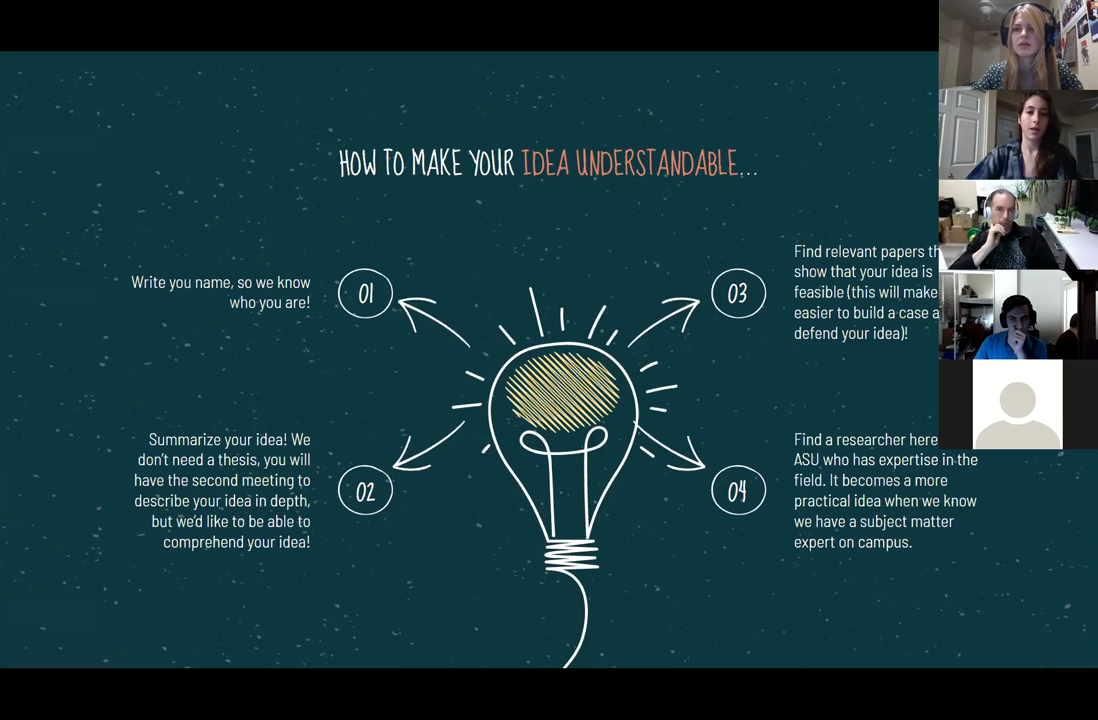 HOW TO MAKE YOUR IDEA UNDERSTANDABLE...
01
Write you name, so we know
who you are!
02
Summarize your idea! We
don't need a thesis, you will
have the second meeting to
describe your idea in depth,
but we'd like to be able to
comprehend your idea!
03
Find relevant papers
show that your idea is
feasible (this will make
easier to build a case
defend your idea)!
04
Find a researcher here
ASU who has expertise in the
field. It becomes a more
practical idea when we know
we have a subject matter
expert on campus.